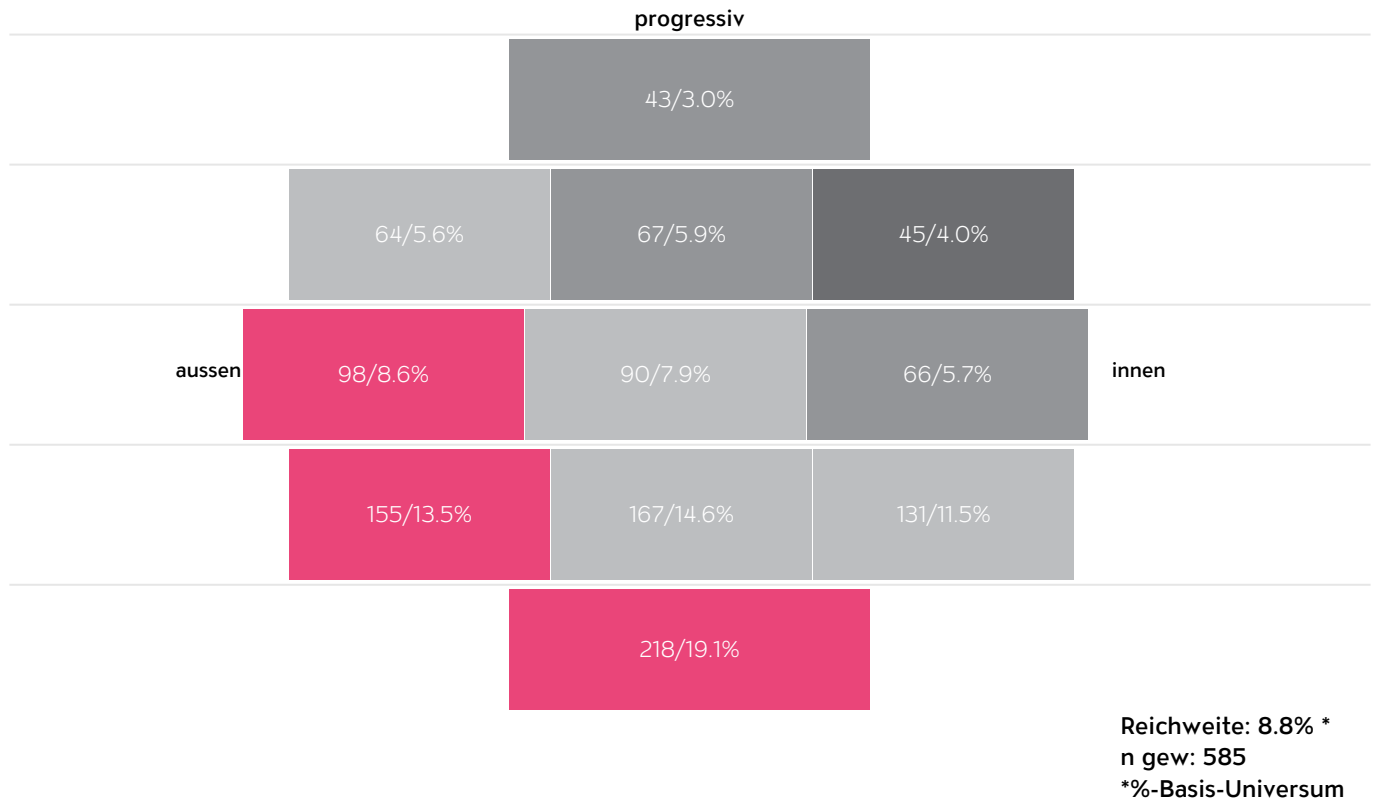 progressiv
43/3.0%
64/5.6% 67/5.9% 45/4.0%
aussen 98/8.6% 90/7.9% 66/5.7% innen
155/13.5% 167/14.6% 131/11.5%
218/19.1%
Reichweite: 8.8% *
n gew: 585
*%-Basis-Universum